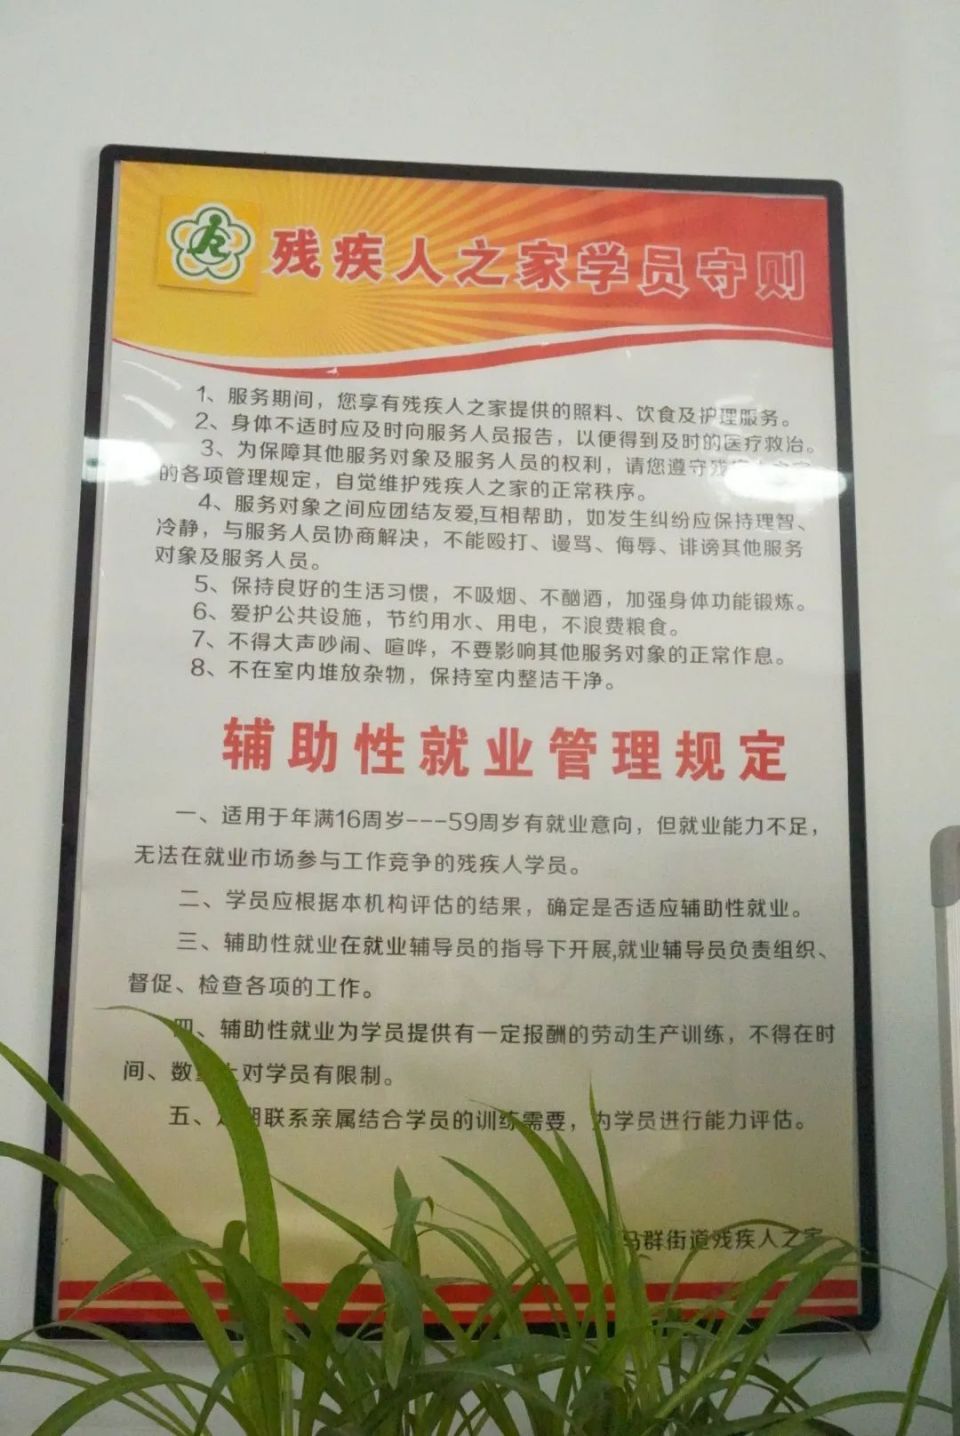 残疾人之家学员守则
1、服务期间，您享有残疾人之家提供的照料、饮食及护理服务。
2、身体不适时应及时向服务人员报告，以便得到及时的医疗救治。
3、为保障其他服务对象及服务人员的权利，请您遵守残疾人之家
的各项管理规定，自觉维护残疾人之家的正常秩序。
4、服务对象之间应团结友爱,互相帮助，如发生纠纷应保持理智、
冷静，与服务人员协商解决，不能殴打、谩骂、侮辱、诽谤其他服务
对象及服务人员。
5、保持良好的生活习惯，不吸烟、不酗酒，加强身体功能锻炼。
6、爱护公共设施，节约用水、用电，不浪费粮食。
7、不得大声吵闹、喧哗，不要影响其他服务对象的正常作息。
8、不在室内堆放杂物，保持室内整洁干净。
辅助性就业管理规定
一、适用于年满16周岁---59周岁有就业意向，但就业能力不足，
无法在就业市场参与工作竞争的残疾人学员。
二、学员应根据本机构评估的结果，确定是否适应辅助性就业。
三、辅助性就业在就业辅导员的指导下开展,就业辅导员负责组织、
督促、检查各项的工作。
四、辅助性就业为学员提供有一定报酬的劳动生产训练，不得在时
间、数量上对学员有限制。
五、定期联系亲属结合学员的训练需要，为学员进行能力评估。
马群街道残疾人之家